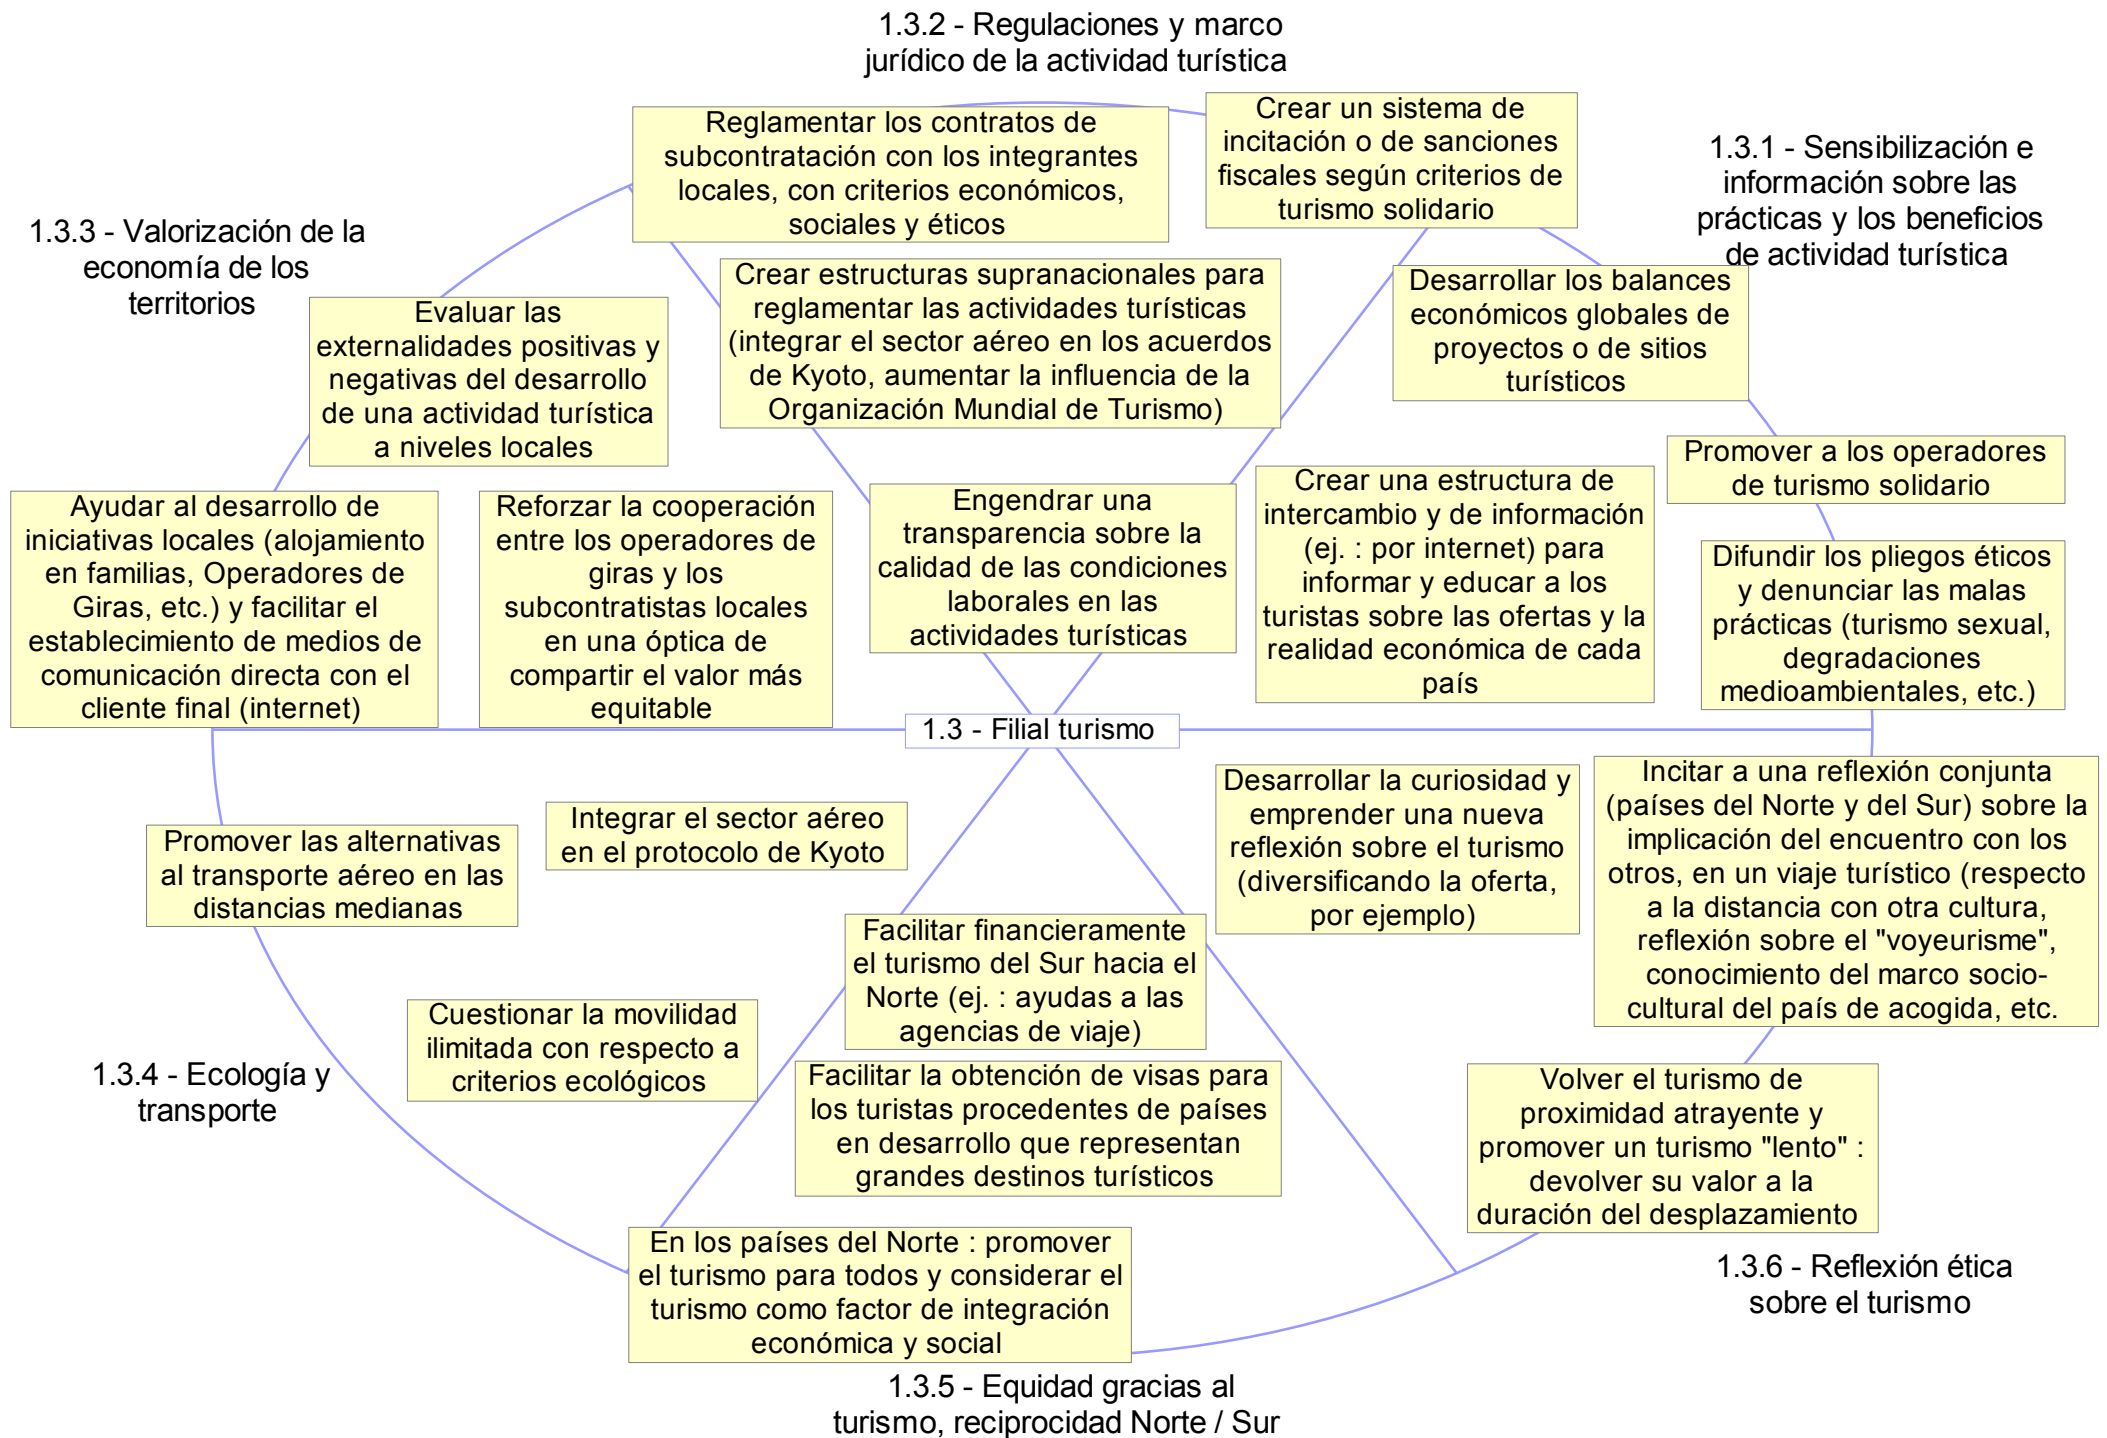 1.3.2 - Regulaciones y marco
jurídico de la actividad turística
Reglamentar los contratos de
subcontratación con los integrantes
locales, con criterios económicos,
sociales y éticos
Crear un sistema de
incitación o de sanciones
fiscales según criterios de
turismo solidario
1.3.1 - Sensibilización e
información sobre las
prácticas y los beneficios
de actividad turística
1.3.3 - Valorización de la
economía de los
territorios
Crear estructuras supranacionales para
reglamentar las actividades turísticas
(integrar el sector aéreo en los acuerdos
de Kyoto, aumentar la influencia de la
Organización Mundial de Turismo)
Desarrollar los balances
económicos globales de
proyectos o de sitios
turísticos
Evaluar las
externalidades positivas y
negativas del desarrollo
de una actividad turística
a niveles locales
Promover a los operadores
de turismo solidario
Ayudar al desarrollo de
iniciativas locales (alojamiento
en familias, Operadores de
Giras, etc.) y facilitar el
establecimiento de medios de
comunicación directa con el
cliente final (internet)
Reforzar la cooperación
entre los operadores de
giras y los
subcontratistas locales
en una óptica de
compartir el valor más
equitable
Engendrar una
transparencia sobre la
calidad de las condiciones
laborales en las
actividades turísticas
Crear una estructura de
intercambio y de información
(ej. : por internet) para
informar y educar a los
turistas sobre las ofertas y la
realidad económica de cada
país
Difundir los pliegos éticos
y denunciar las malas
prácticas (turismo sexual,
degradaciones
medioambientales, etc.)
1.3 - Filial turismo
Promover las alternativas
al transporte aéreo en las
distancias medianas
Integrar el sector aéreo
en el protocolo de Kyoto
Desarrollar la curiosidad y
emprender una nueva
reflexión sobre el turismo
(diversificando la oferta,
por ejemplo)
Incitar a una reflexión conjunta
(países del Norte y del Sur) sobre la
implicación del encuentro con los
otros, en un viaje turístico (respecto
a la distancia con otra cultura,
reflexión sobre el "voyeurisme",
conocimiento del marco socio-
cultural del país de acogida, etc.
Facilitar financieramente
el turismo del Sur hacia el
Norte (ej. : ayudas a las
agencias de viaje)
Cuestionar la movilidad
ilimitada con respecto a
criterios ecológicos
1.3.4 - Ecología y
transporte
Facilitar la obtención de visas para
los turistas procedentes de países
en desarrollo que representan
grandes destinos turísticos
Volver el turismo de
proximidad atrayente y
promover un turismo "lento" :
devolver su valor a la
duración del desplazamiento
En los países del Norte : promover
el turismo para todos y considerar el
turismo como factor de integración
económica y social
1.3.6 - Reflexión ética
sobre el turismo
1.3.5 - Equidad gracias al
turismo, reciprocidad Norte / Sur